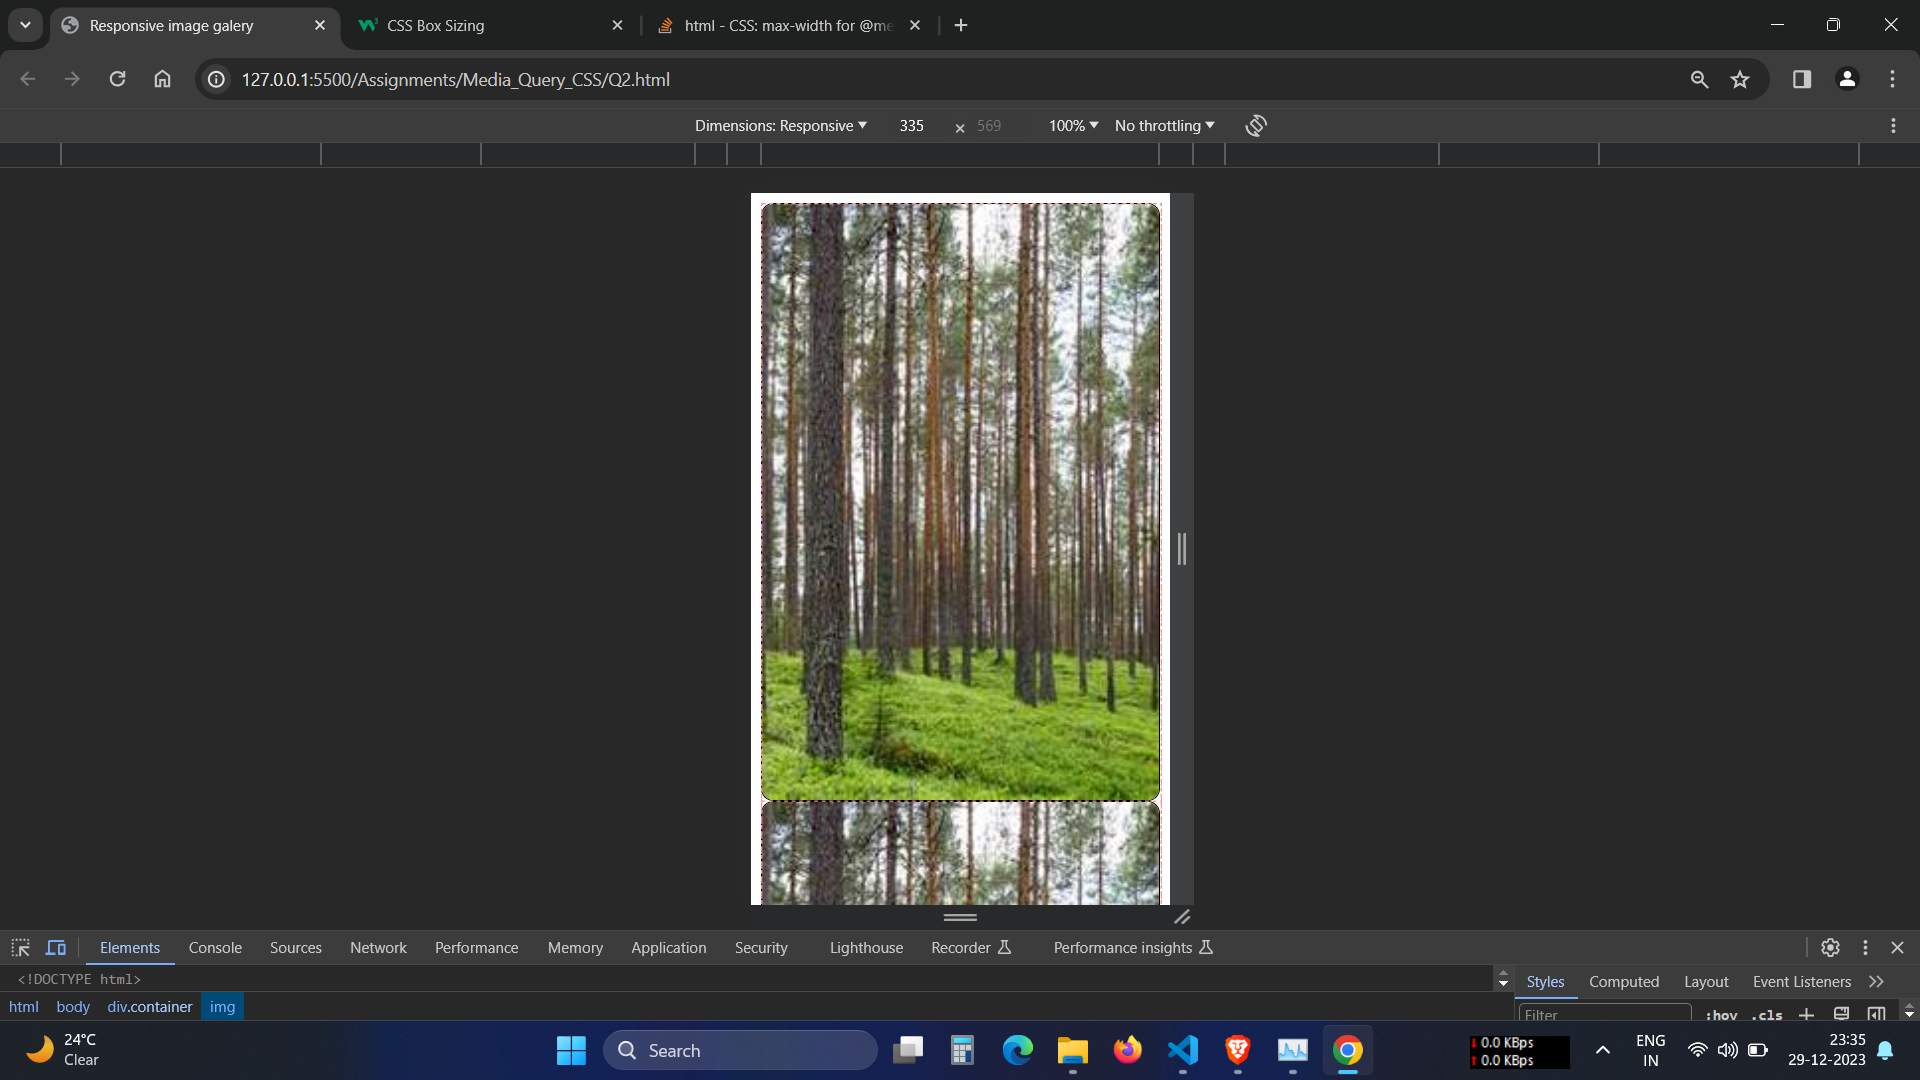 Responsive image galery
CSS Box Sizing
html - CSS: max-width for @me
127.0.0.1:5500/Assignments/Media_Query_CSS/Q2.html
Dimensions: Responsive 335 × 569 100% No throttling
Elements Console Sources Network Performance Memory Application Security Lighthouse Recorder Performance insights
<!DOCTYPE html>
html body div.container img
Styles Computed Layout Event Listeners
Filter :hov .cls
24°C
Clear
Search
0.0 KBps
0.0 KBps
ENG
IN
23:35
29-12-2023